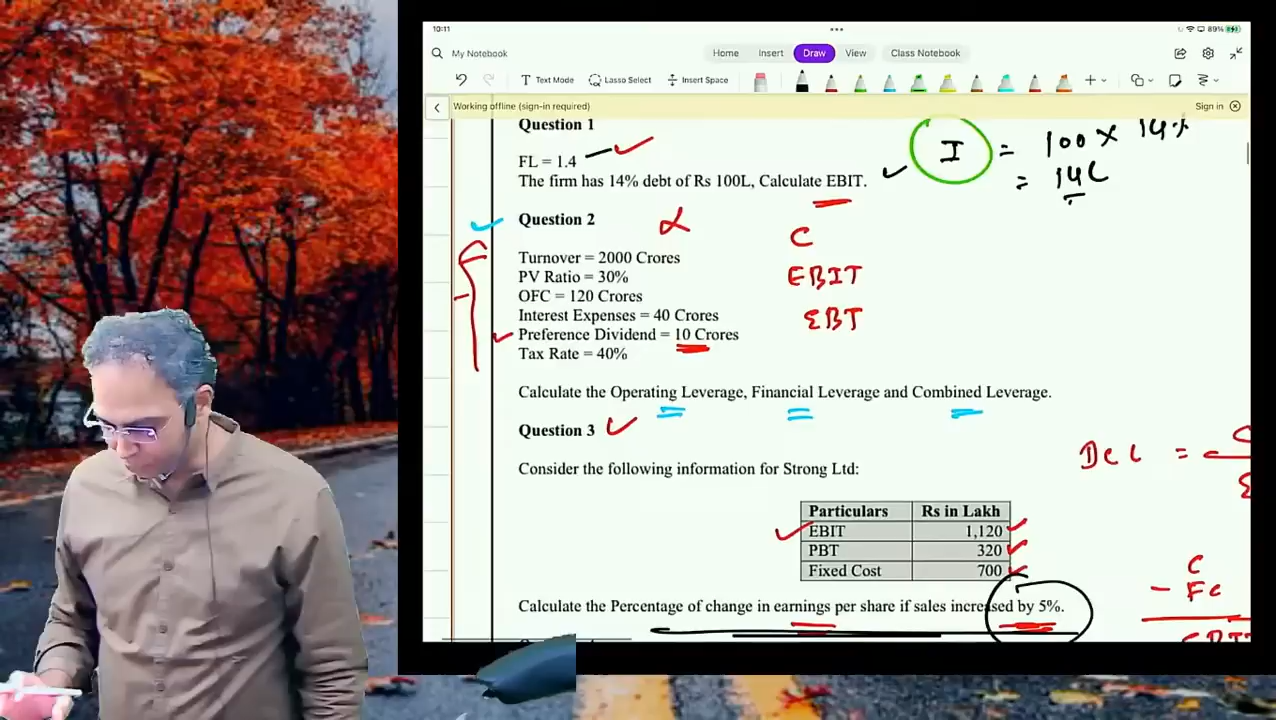 10:11
89%
My Notebook
Home Insert Draw View Class Notebook
Text Mode Lasso Select Insert Space
Working offline (sign-in required) Sign in
Question 1
FL = 1.4
The firm has 14% debt of Rs 100L, Calculate EBIT.
I = 100 x 14%
= 14L
Question 2
Turnover = 2000 Crores
PV Ratio = 30%
OFC = 120 Crores
Interest Expenses = 40 Crores
Preference Dividend = 10 Crores
Tax Rate = 40%
C
EBIT
EBT
Calculate the Operating Leverage, Financial Leverage and Combined Leverage.
Question 3
Consider the following information for Strong Ltd:
DCL = C
Particulars Rs in Lakh
EBIT 1,120
PBT 320
Fixed Cost 700
C
- FC
EBIT
Calculate the Percentage of change in earnings per share if sales increased by 5%.